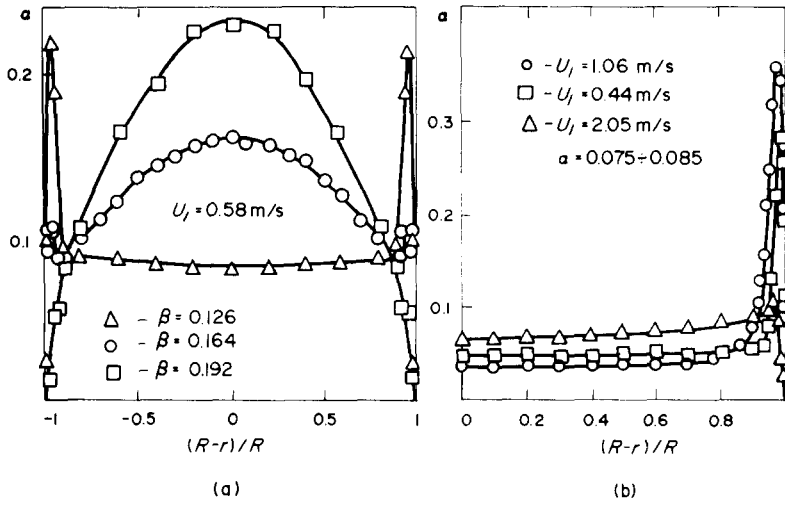 α
0.2
0.1
U_l = 0.58 m/s
△ - β = 0.126
○ - β = 0.164
□ - β = 0.192
-1 -0.5 0 0.5 1
(R-r)/R
(a)
α
○ - U_l = 1.06 m/s
□ - U_l = 0.44 m/s
△ - U_l = 2.05 m/s
α = 0.075÷0.085
0.3
0.2
0.1
0 0.2 0.4 0.6 0.8 1
(R-r)/R
(b)